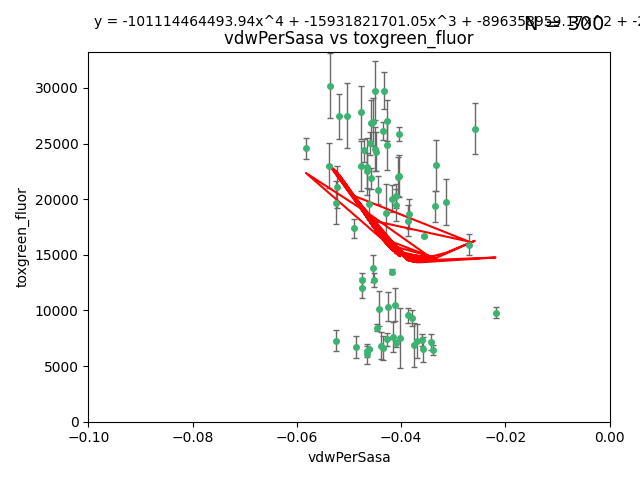 y = -101114464493.94x^4 + -15931821701.05x^3 + -896358959.17x^2 + -2
N = 300
vdwPerSasa vs toxgreen_fluor
30000
25000
20000
15000
10000
5000
0
toxgreen_fluor
−0.10 −0.08 −0.06 −0.04 −0.02 0.00
vdwPerSasa